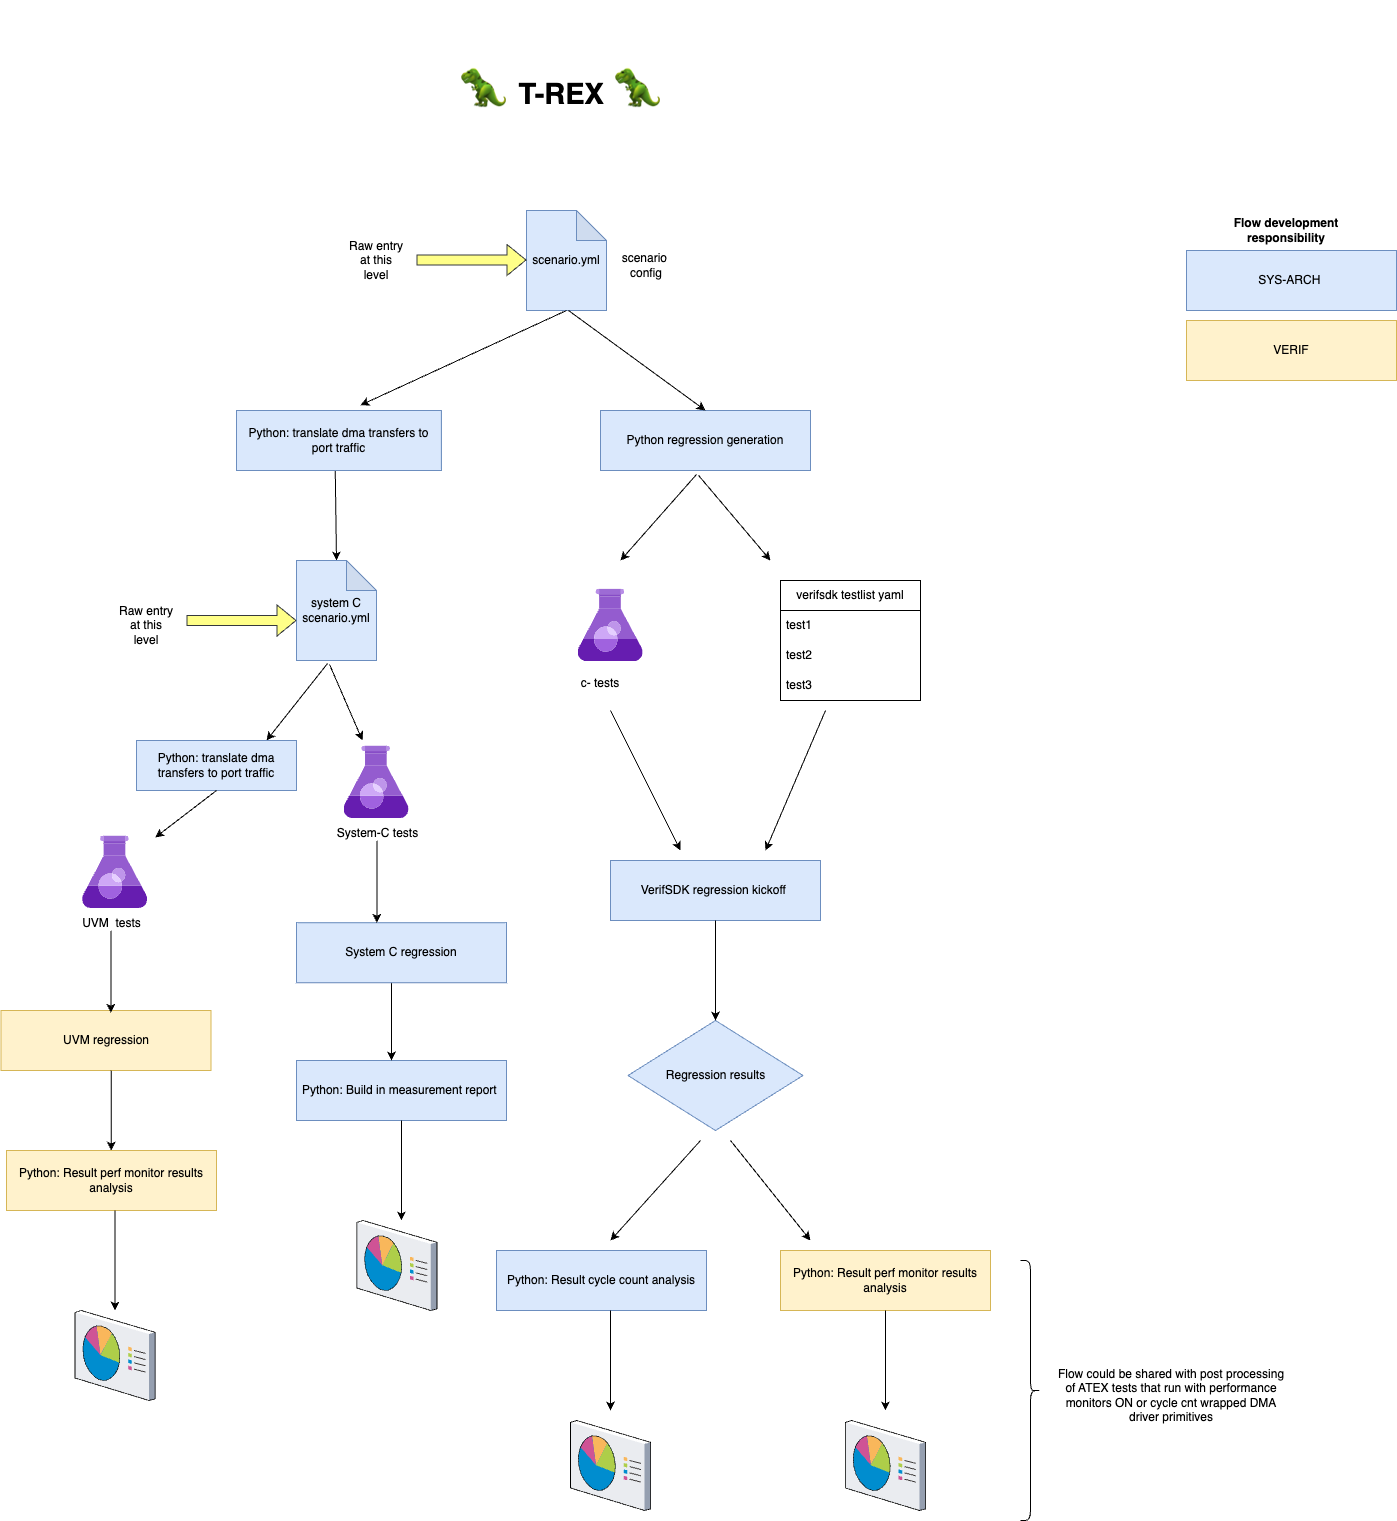 T-REX
Flow development
responsibility
SYS-ARCH
VERIF
Raw entry
at this
level
scenario.yml
scenario
config
Python: translate dma transfers to
port traffic
Python regression generation
Raw entry
at this
level
system C
scenario.yml
c- tests
verifsdk testlist yaml
test1
test2
test3
Python: translate dma
transfers to port traffic
System-C tests
UVM  tests
VerifSDK regression kickoff
System C regression
UVM regression
Regression results
Python: Build in measurement report
Python: Result perf monitor results
analysis
Python: Result cycle count analysis
Python: Result perf monitor results
analysis
Flow could be shared with post processing
of ATEX tests that run with performance
monitors ON or cycle cnt wrapped DMA
driver primitives